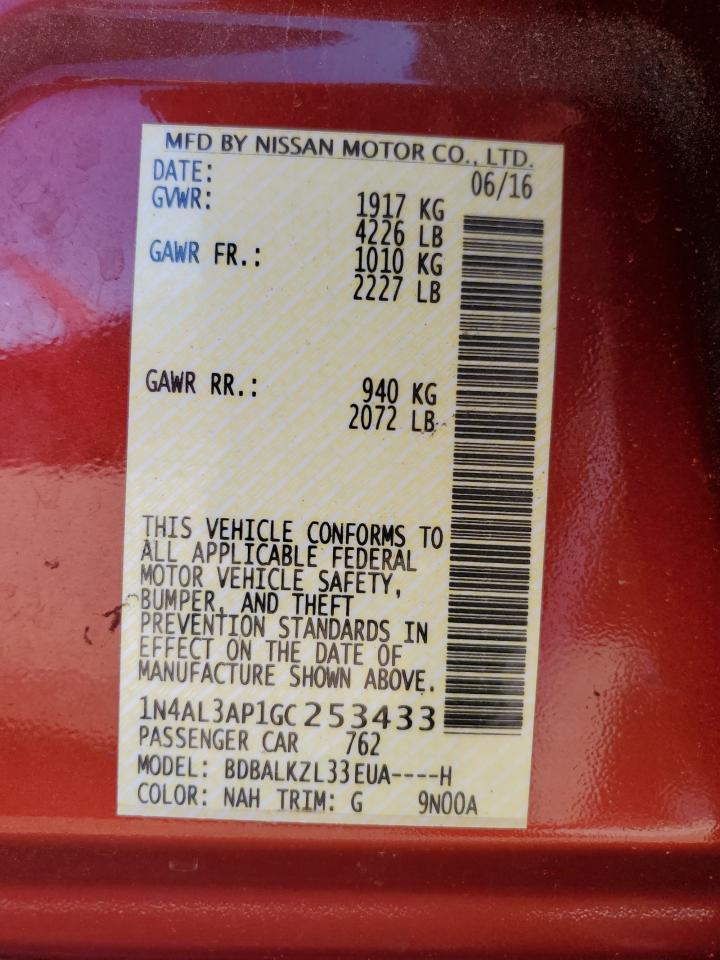 MFD BY NISSAN MOTOR CO., LTD.
DATE: 06/16
GVWR: 1917 KG
4226 LB
GAWR FR.: 1010 KG
2227 LB
GAWR RR.: 940 KG
2072 LB
THIS VEHICLE CONFORMS TO
ALL APPLICABLE FEDERAL
MOTOR VEHICLE SAFETY,
BUMPER, AND THEFT
PREVENTION STANDARDS IN
EFFECT ON THE DATE OF
MANUFACTURE SHOWN ABOVE.
1N4AL3AP1GC253433
PASSENGER CAR 762
MODEL: BDBALKZL33EUA----H
COLOR: NAH TRIM: G 9N00A